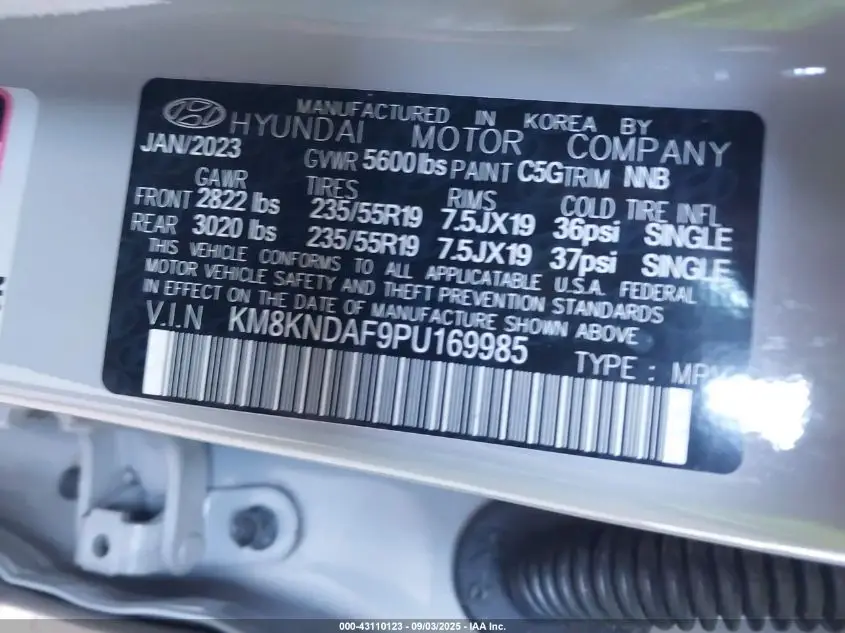 MANUFACTURED IN KOREA BY
HYUNDAI MOTOR COMPANY
JAN/2023 GVWR 5600lbs PAINT C5G TRIM NNB
GAWR TIRES RIMS COLD TIRE INFL
FRONT 2822 lbs 235/55R19 7.5JX19 36psi SINGLE
REAR 3020 lbs 235/55R19 7.5JX19 37psi SINGLE
THIS VEHICLE CONFORMS TO ALL APPLICATABLE U.S.A. FEDERAL
MOTOR VEHICLE SAFETY AND THEFT PREVENTION STANDARDS
IN EFFECT ON THE DATE OF MANUFACTURE SHOWN ABOVE
V.I.N KM8KNDAF9PU169985 TYPE : MPV
000-43110123 - 09/03/2025 - IAA Inc.